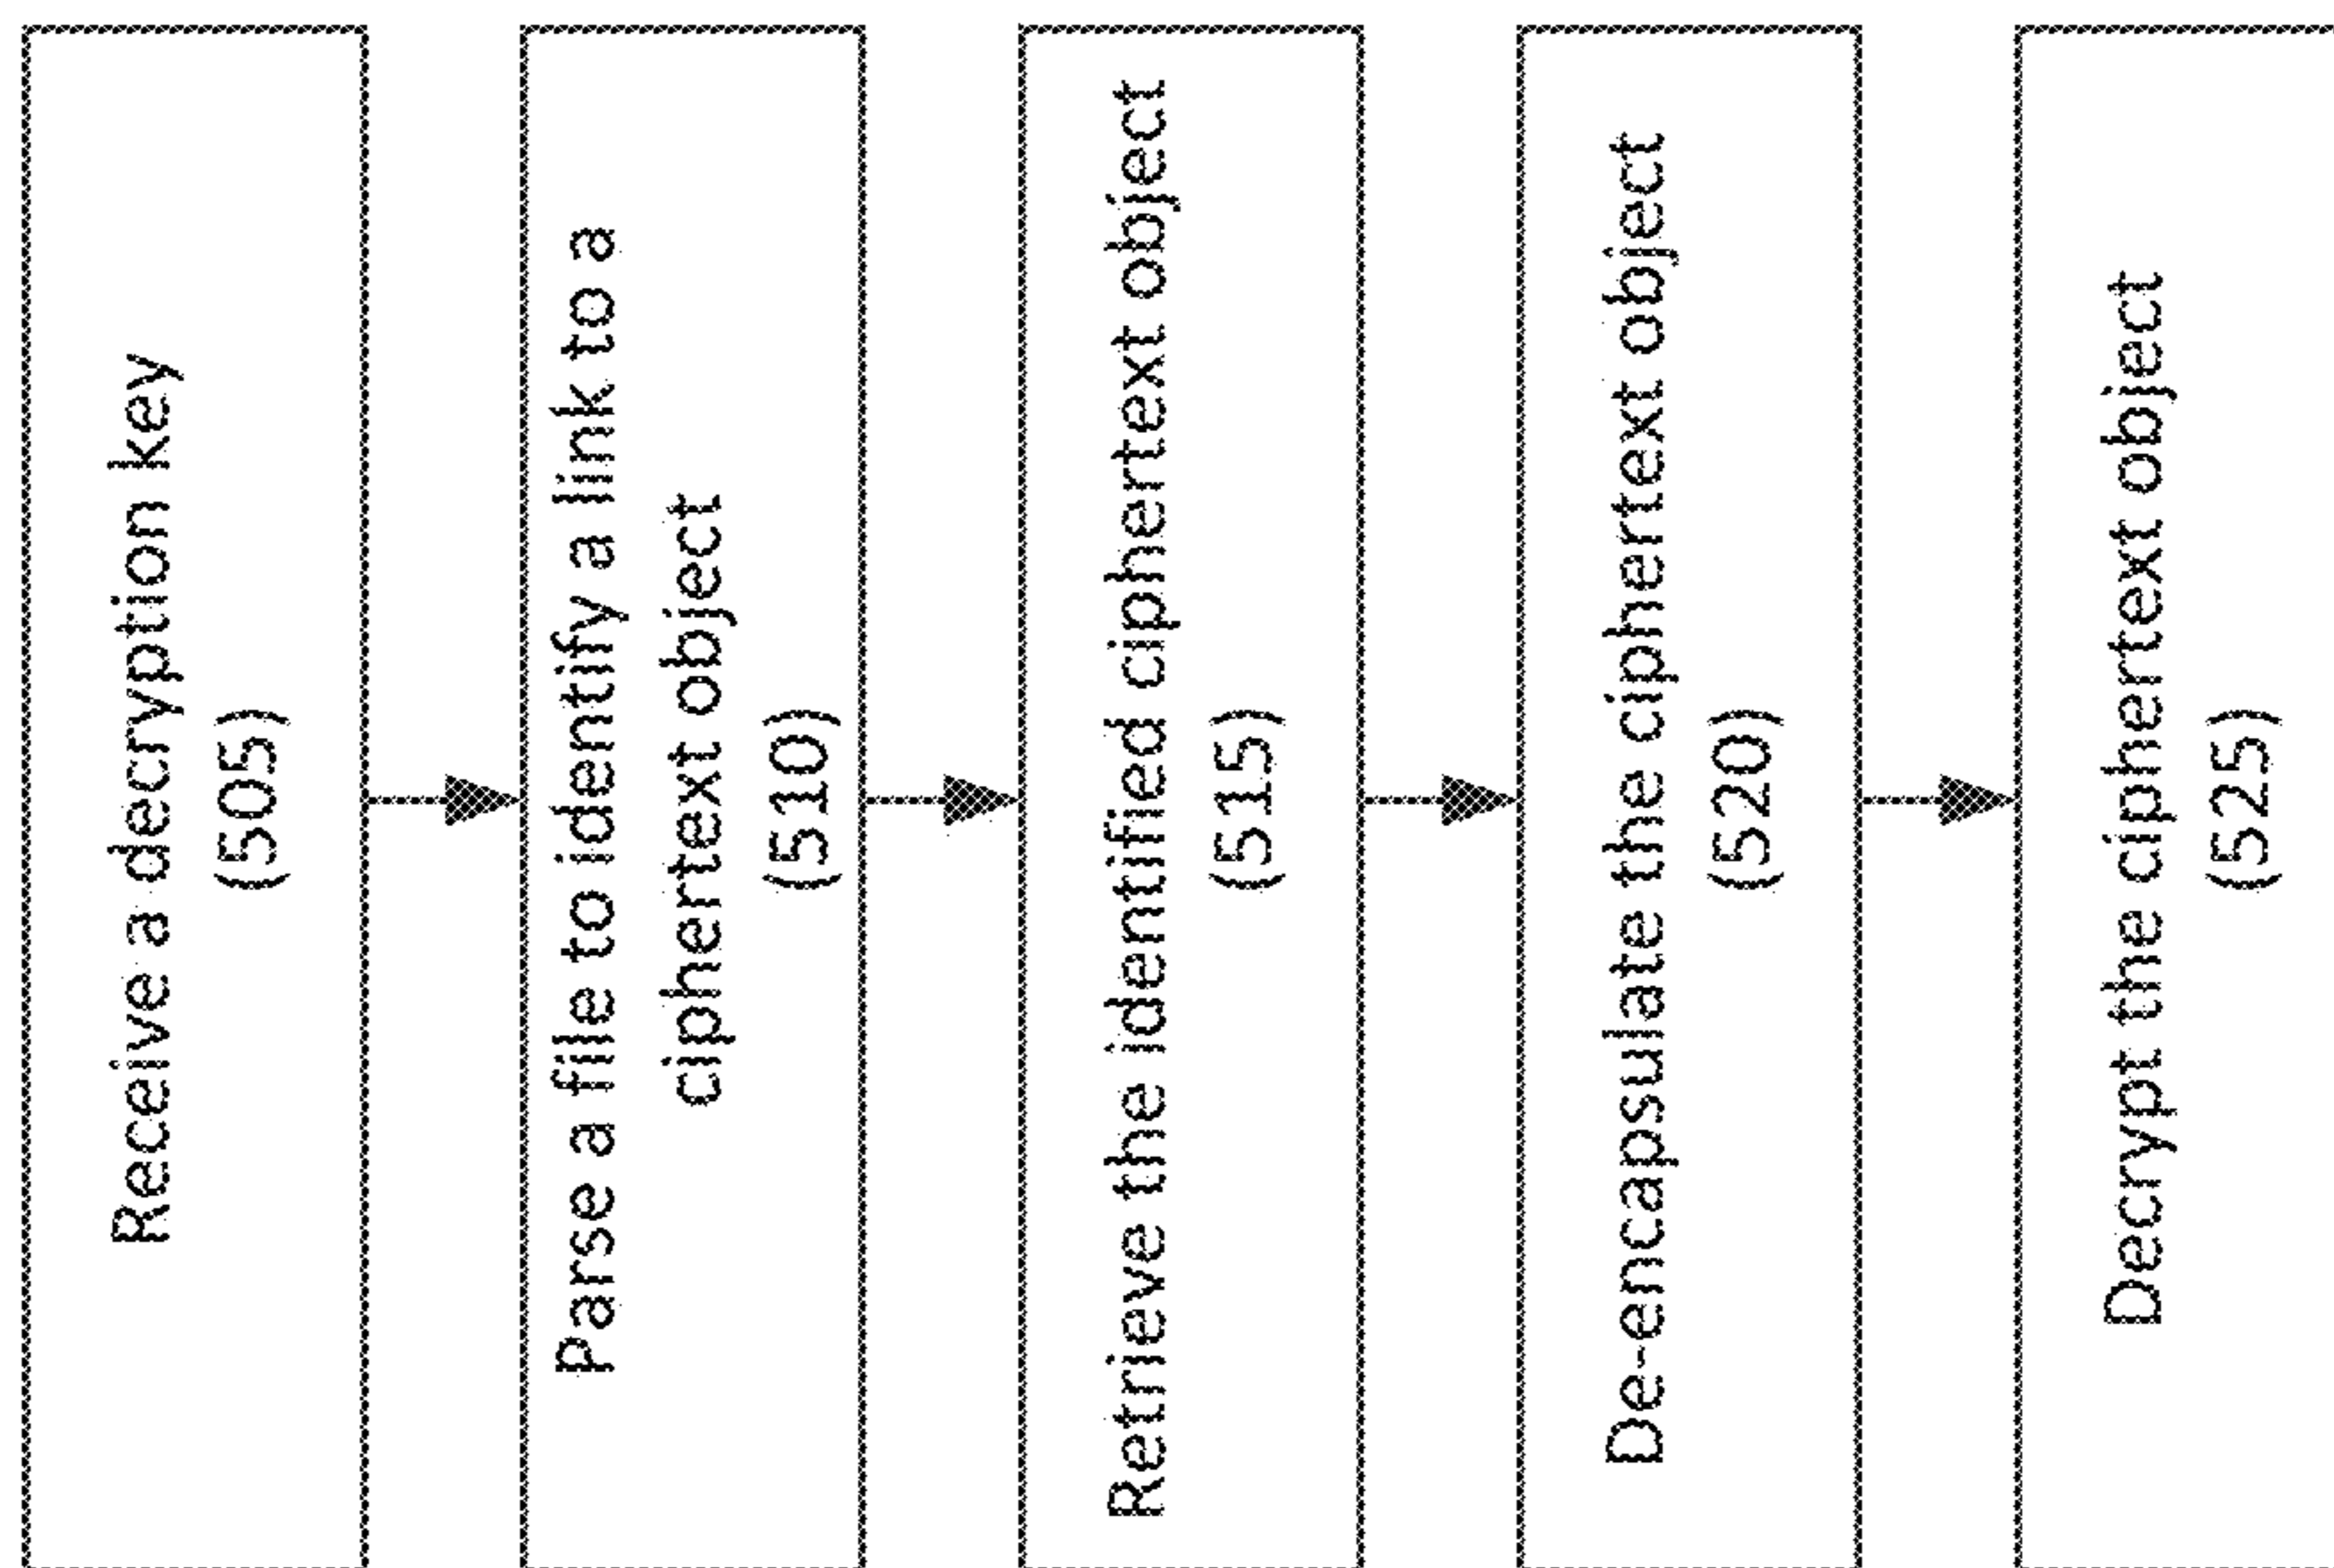 Receive a decryption key
(505)
Parse a file to identify a link to a
ciphertext object
(510)
Retrieve the identified ciphertext object
(515)
De-encapsulate the ciphertext object
(520)
Decrypt the ciphertext object
(525)